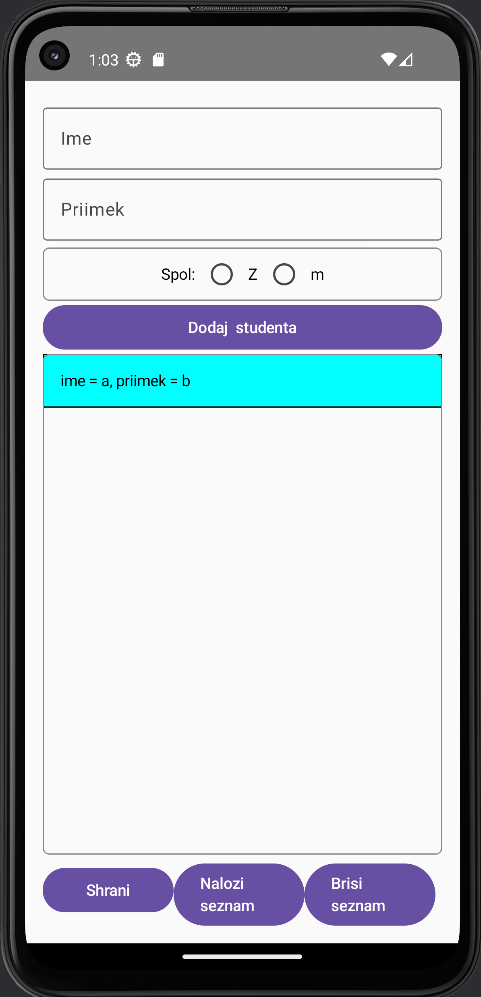 1:03
Ime
Priimek
Spol: Z m
Dodaj studenta
ime = a, priimek = b
Shrani
Nalozi
seznam
Brisi
seznam